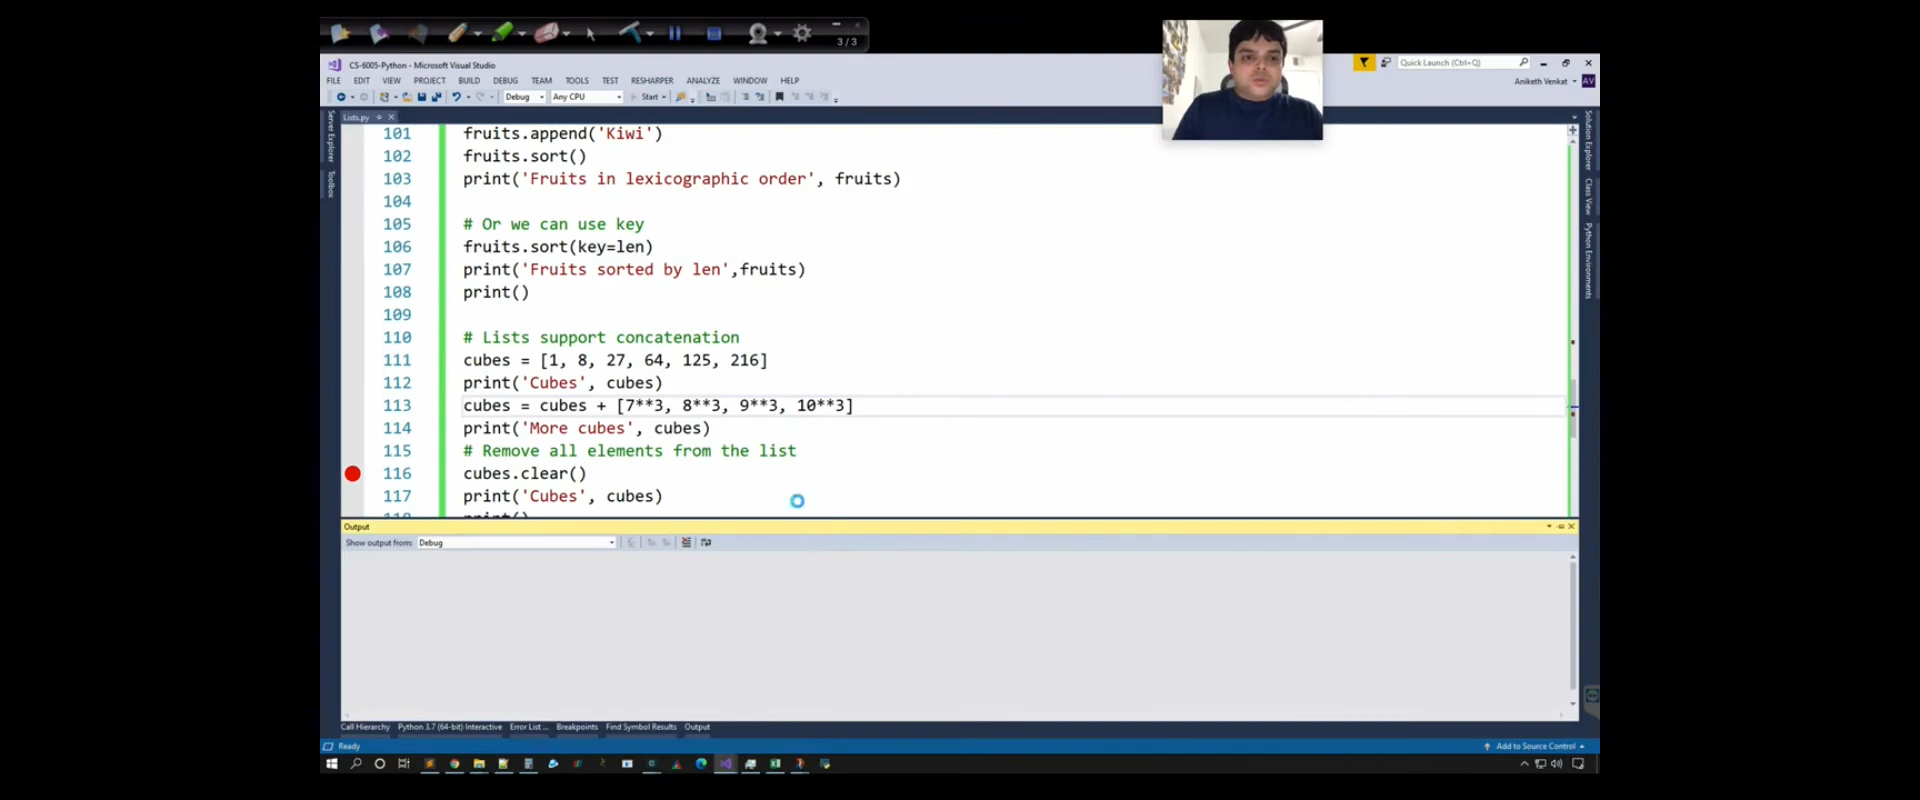 3/3
CS-6005-Python - Microsoft Visual Studio
Quick Launch (Ctrl+Q)
FILE EDIT VIEW PROJECT BUILD DEBUG TEAM TOOLS TEST RESHARPER ANALYZE WINDOW HELP
Aniketh Venkat AV
Debug Any CPU Start
Lists.py
Server Explorer
Toolbox
Solution Explorer
Class View
Python Environments
101 fruits.append('Kiwi')
102 fruits.sort()
103 print('Fruits in lexicographic order', fruits)
104
105 # Or we can use key
106 fruits.sort(key=len)
107 print('Fruits sorted by len',fruits)
108 print()
109
110 # Lists support concatenation
111 cubes = [1, 8, 27, 64, 125, 216]
112 print('Cubes', cubes)
113 cubes = cubes + [7**3, 8**3, 9**3, 10**3]
114 print('More cubes', cubes)
115 # Remove all elements from the list
116 cubes.clear()
117 print('Cubes', cubes)
118 print()
Output
Show output from: Debug
Call Hierarchy Python 3.7 (64-bit) Interactive Error List ... Breakpoints Find Symbol Results Output
Ready
Add to Source Control